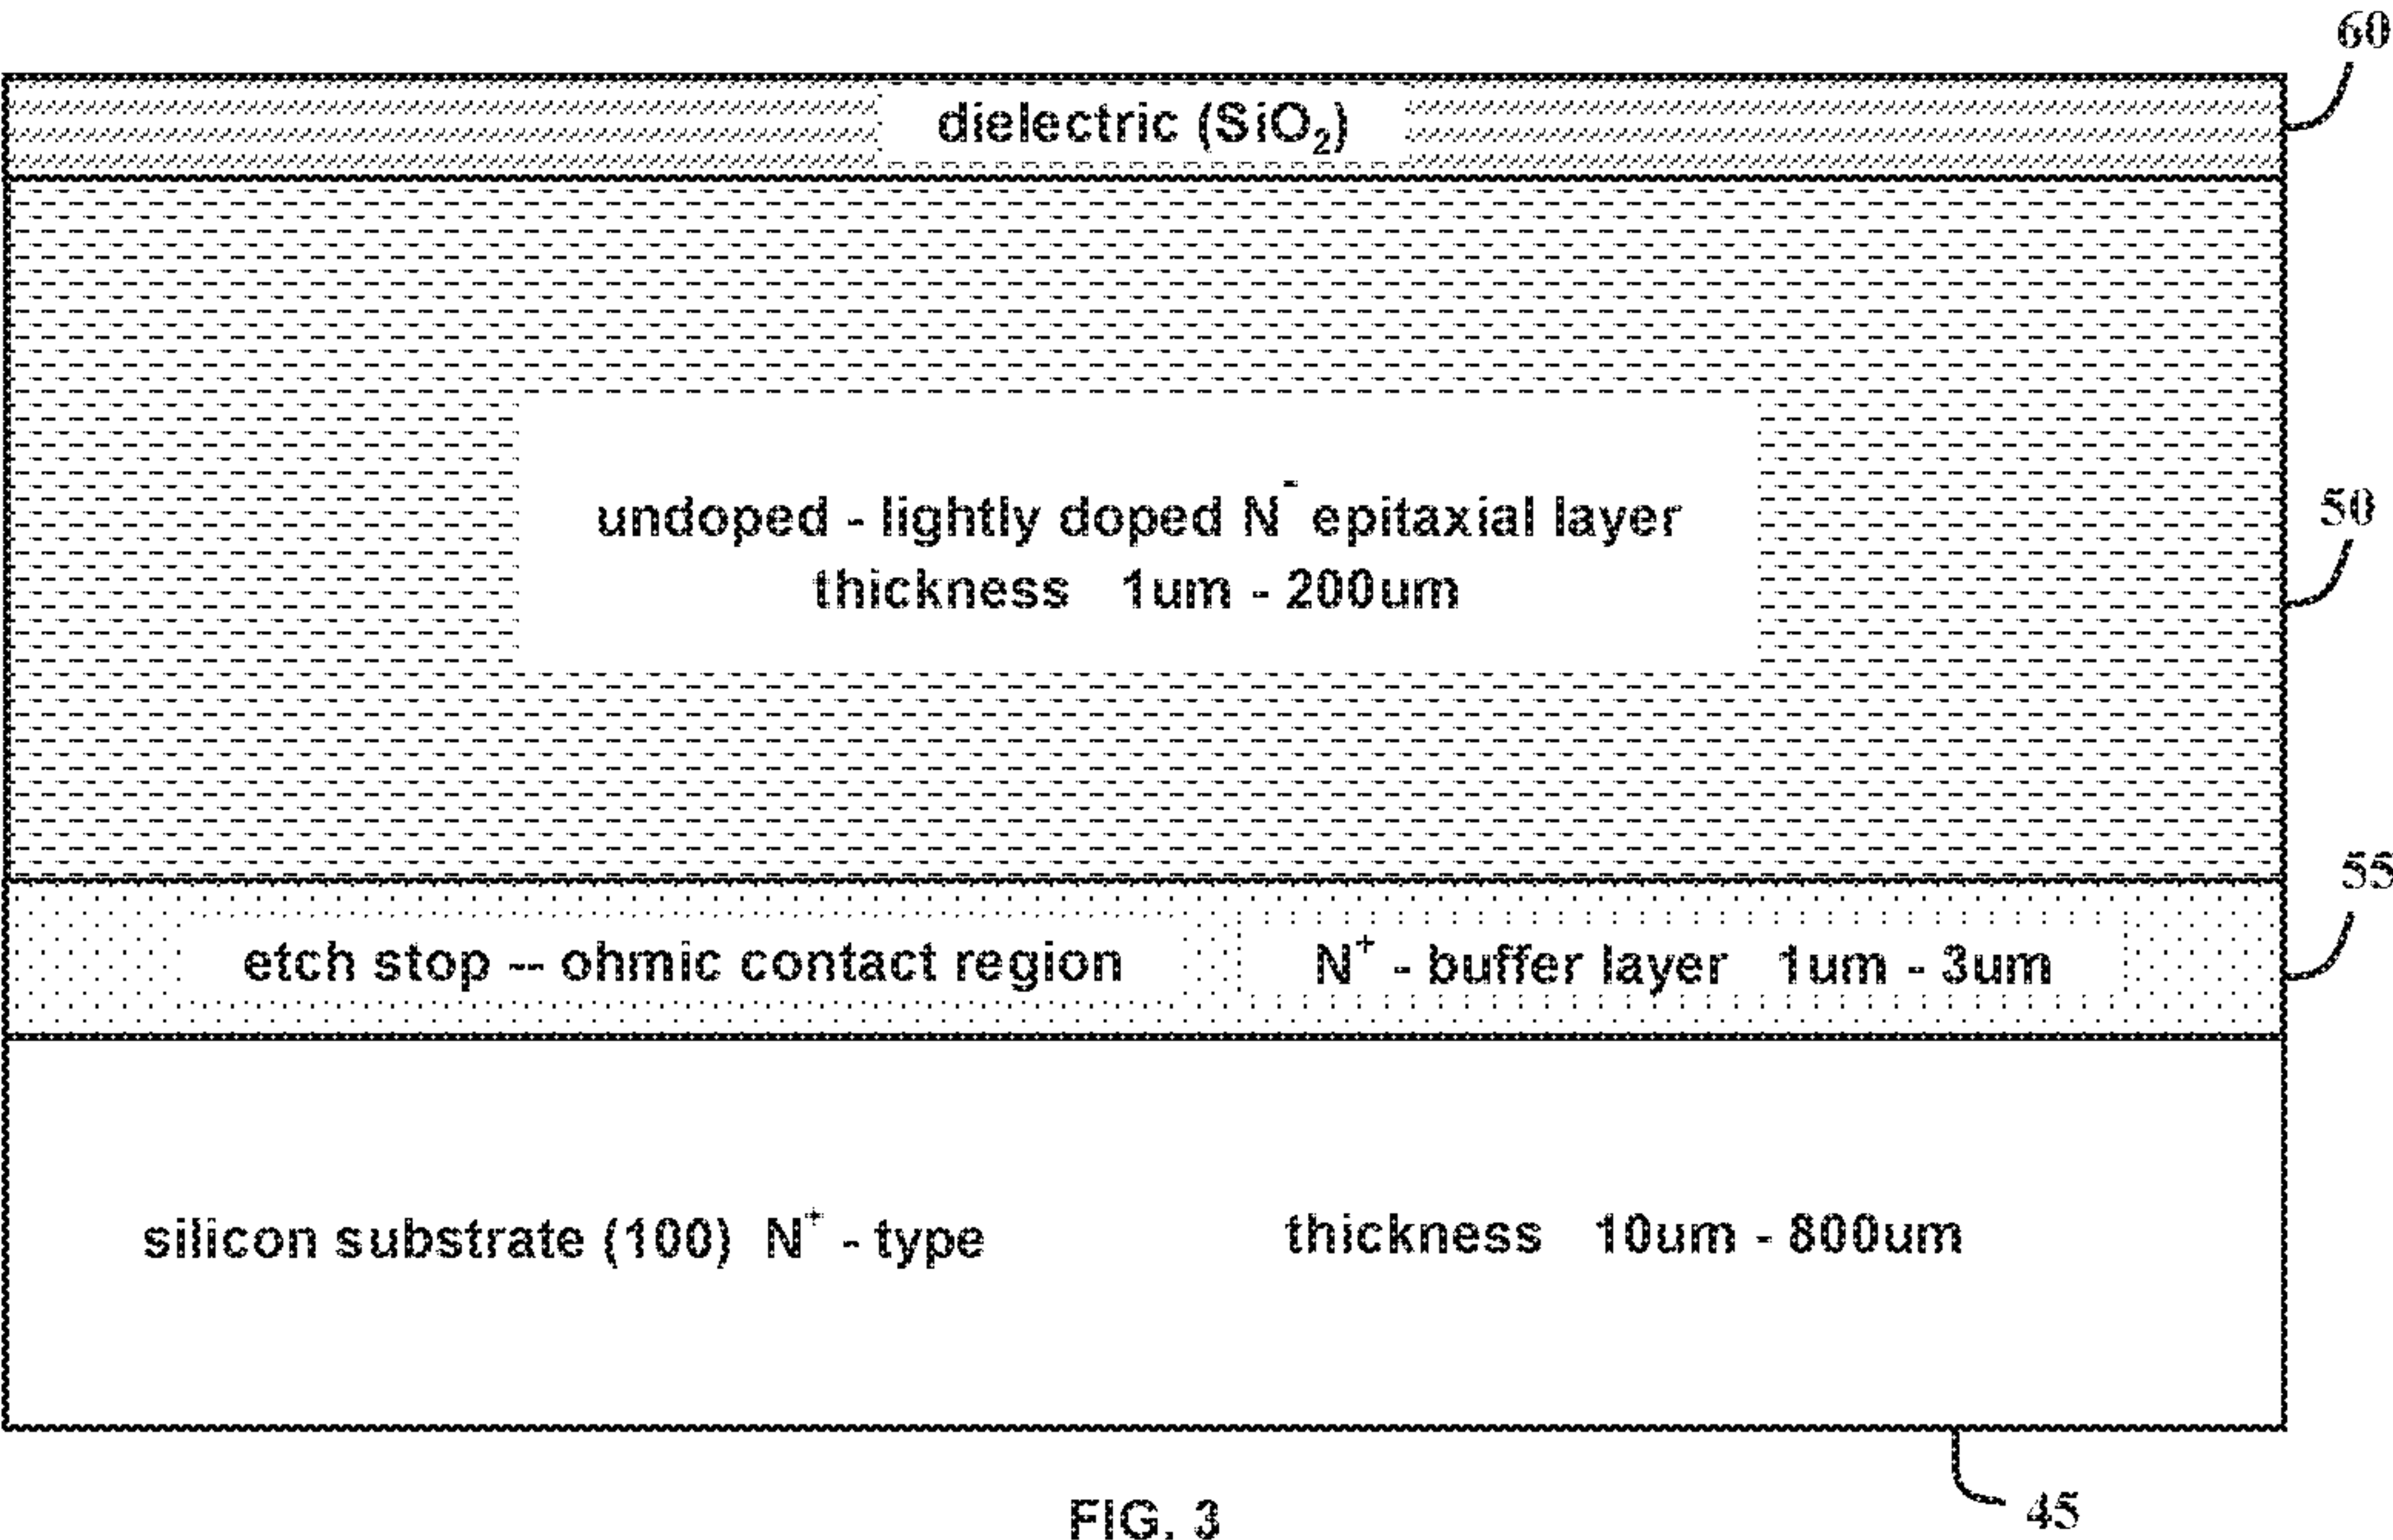 60
dielectric (SiO₂)
undoped - lightly doped N⁻ epitaxial layer
50
thickness 1um - 200um
55
etch stop -- ohmic contact region N⁺ - buffer layer 1um - 3um
silicon substrate (100) N⁺ - type thickness 10um - 800um
45
FIG. 3